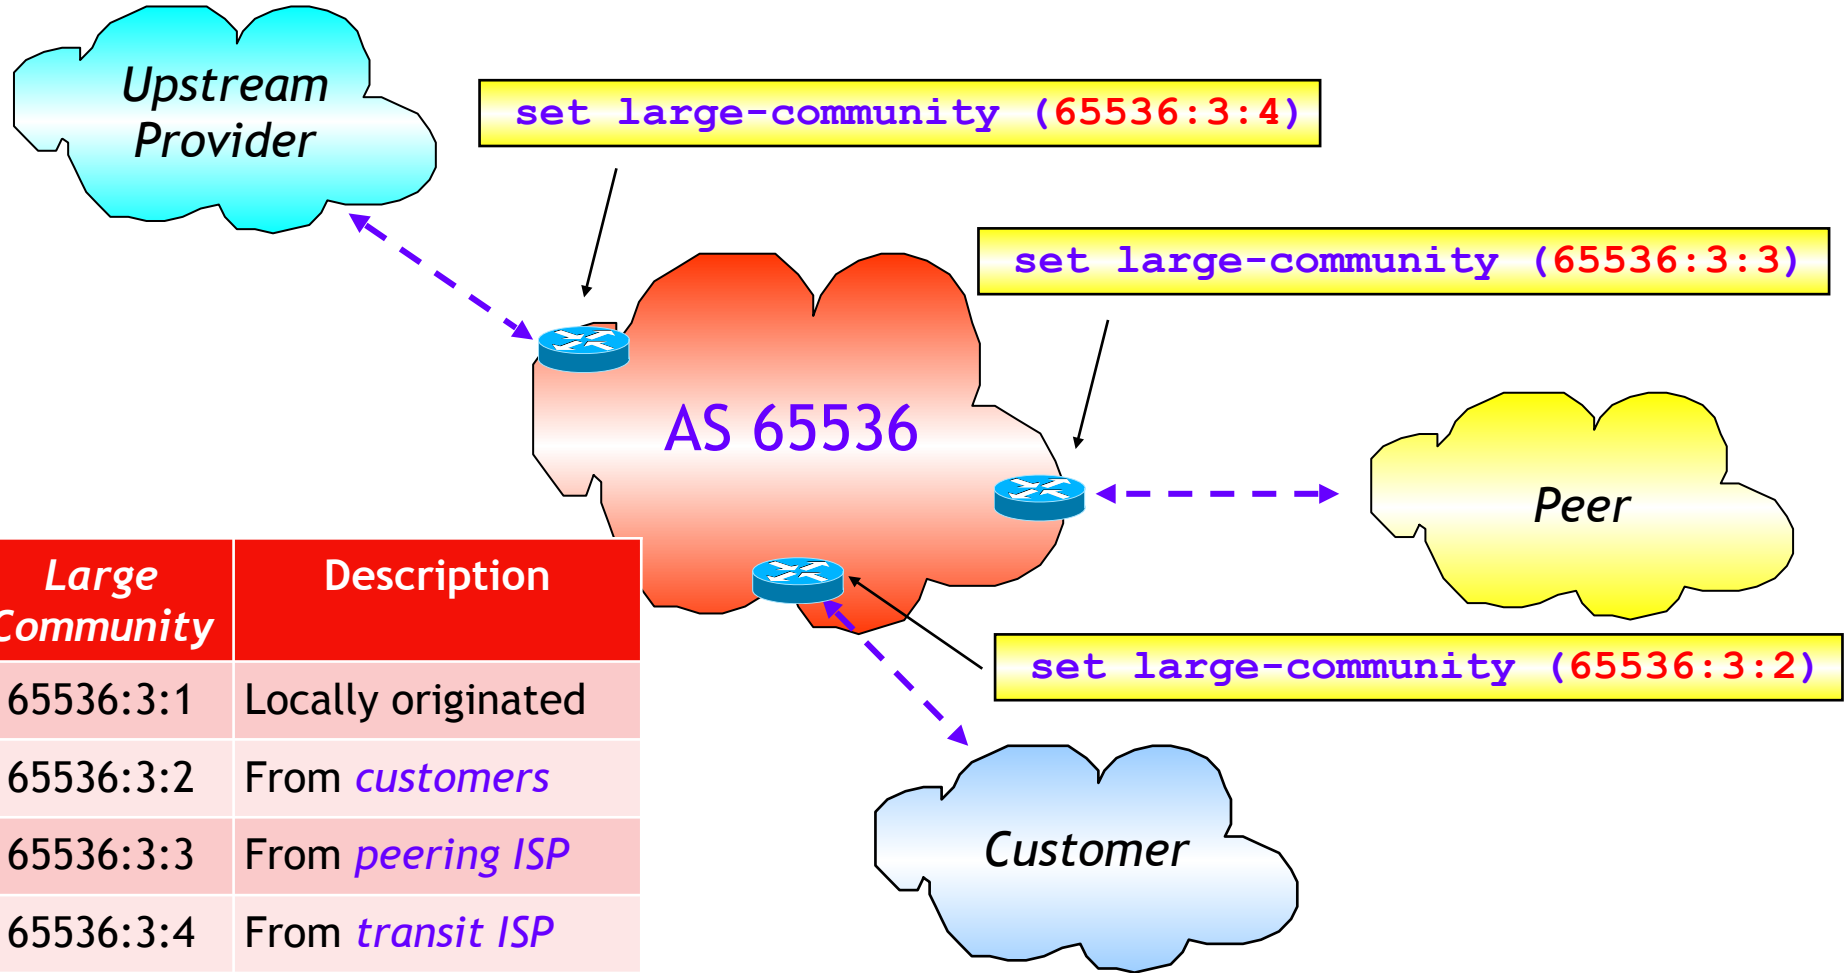 Upstream
Provider
set large-community (65536:3:4)
set large-community (65536:3:3)
AS 65536
Peer
set large-community (65536:3:2)
Customer
Large
Community
Description
65536:3:1 Locally originated
65536:3:2 From customers
65536:3:3 From peering ISP
65536:3:4 From transit ISP